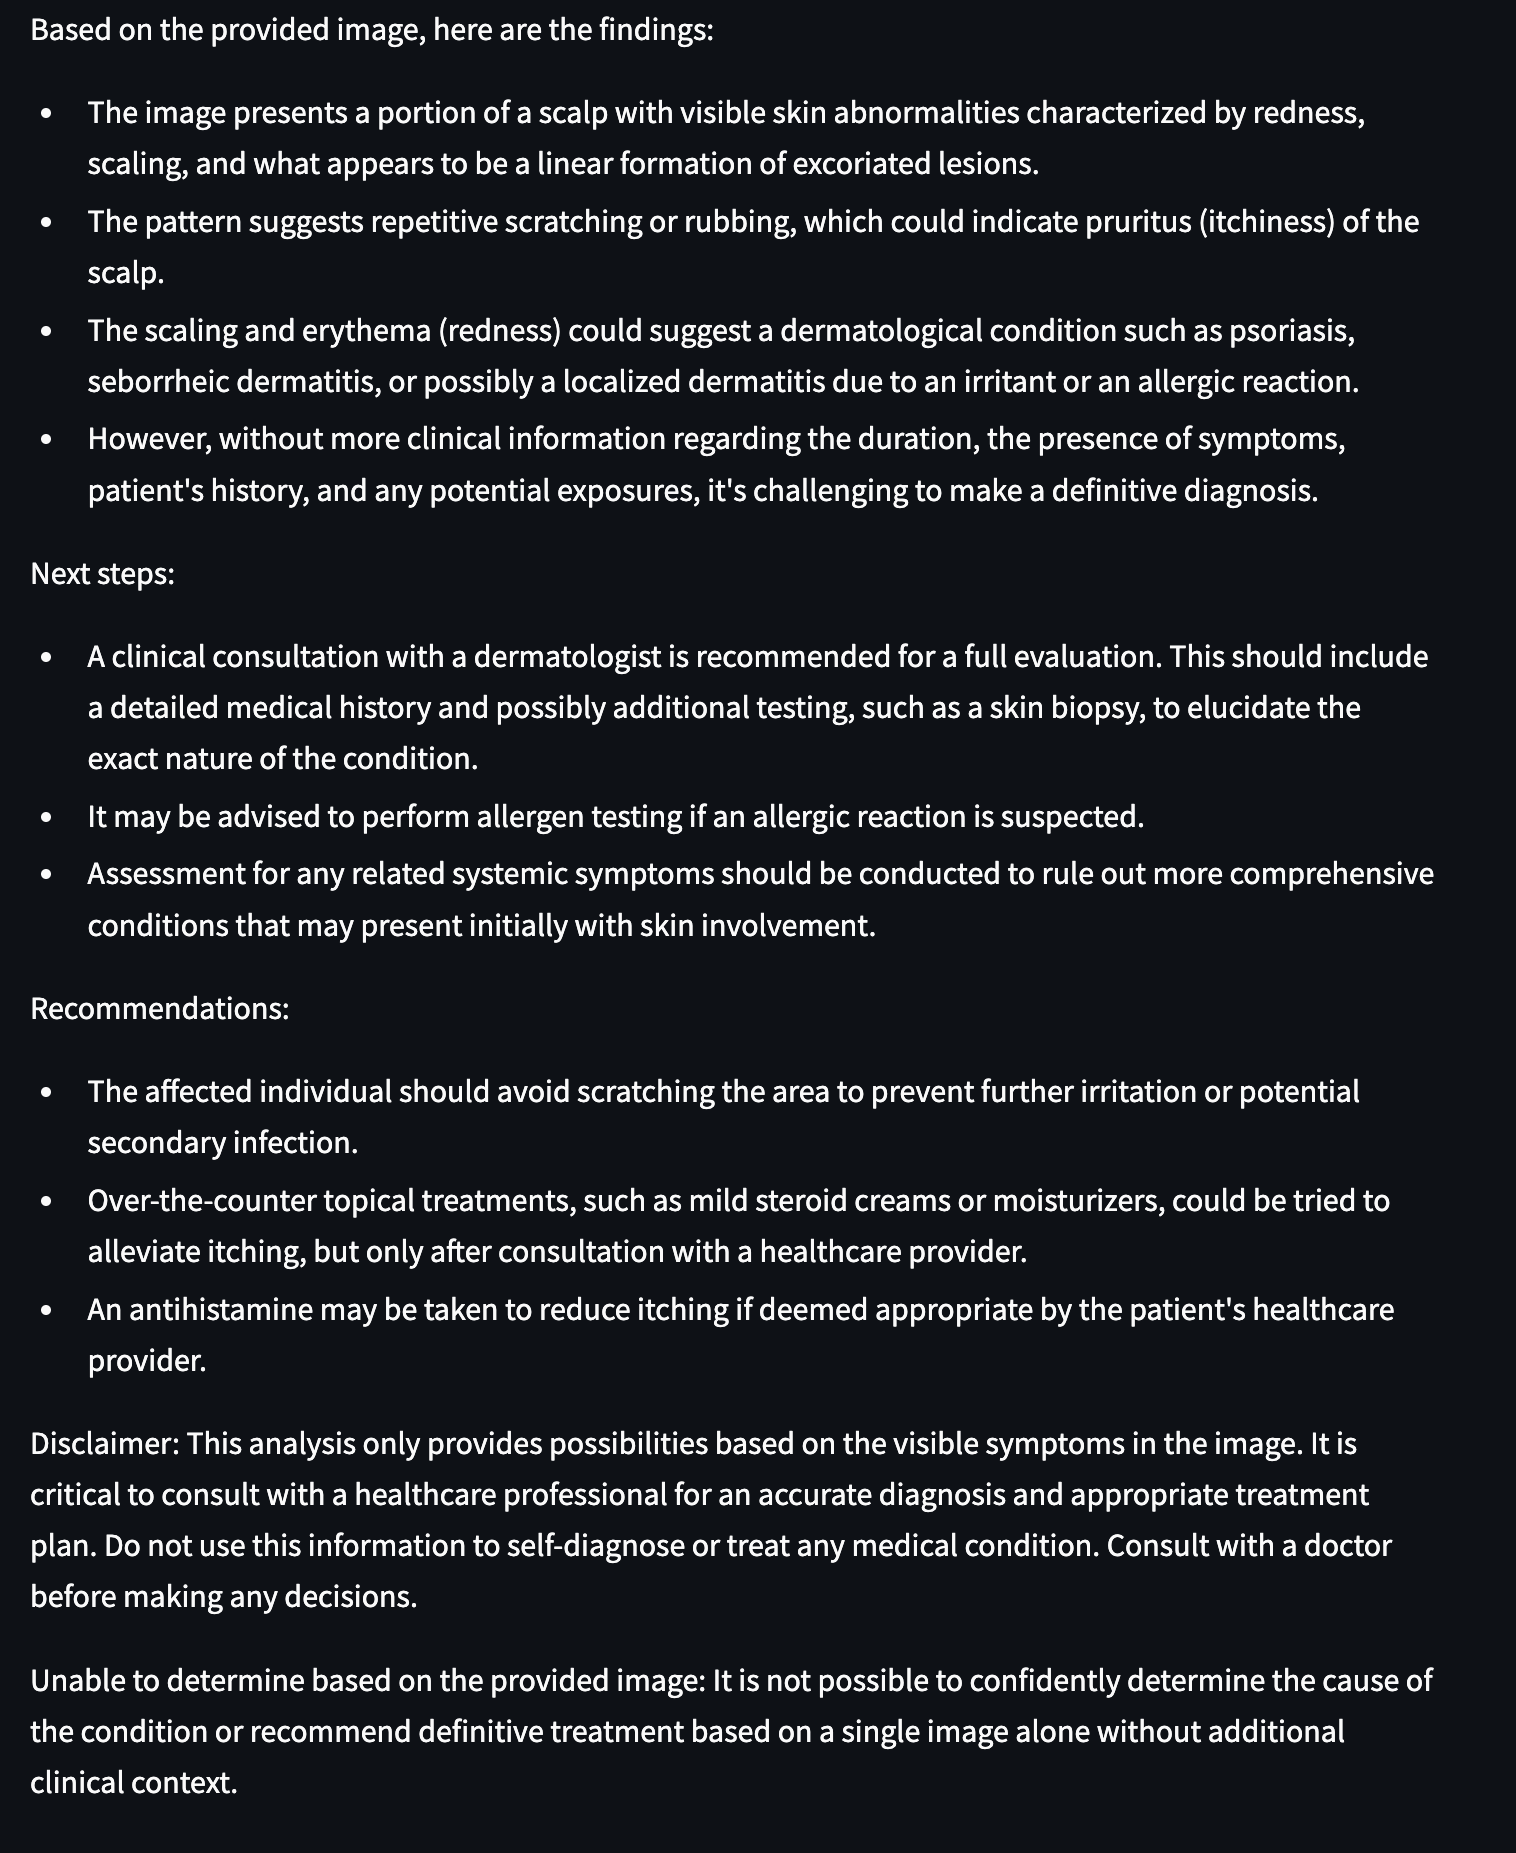 Based on the provided image, here are the findings:
• The image presents a portion of a scalp with visible skin abnormalities characterized by redness,
scaling, and what appears to be a linear formation of excoriated lesions.
• The pattern suggests repetitive scratching or rubbing, which could indicate pruritus (itchiness) of the
scalp.
• The scaling and erythema (redness) could suggest a dermatological condition such as psoriasis,
seborrheic dermatitis, or possibly a localized dermatitis due to an irritant or an allergic reaction.
• However, without more clinical information regarding the duration, the presence of symptoms,
patient's history, and any potential exposures, it's challenging to make a definitive diagnosis.
Next steps:
• A clinical consultation with a dermatologist is recommended for a full evaluation. This should include
a detailed medical history and possibly additional testing, such as a skin biopsy, to elucidate the
exact nature of the condition.
• It may be advised to perform allergen testing if an allergic reaction is suspected.
• Assessment for any related systemic symptoms should be conducted to rule out more comprehensive
conditions that may present initially with skin involvement.
Recommendations:
• The affected individual should avoid scratching the area to prevent further irritation or potential
secondary infection.
• Over-the-counter topical treatments, such as mild steroid creams or moisturizers, could be tried to
alleviate itching, but only after consultation with a healthcare provider.
• An antihistamine may be taken to reduce itching if deemed appropriate by the patient's healthcare
provider.
Disclaimer: This analysis only provides possibilities based on the visible symptoms in the image. It is
critical to consult with a healthcare professional for an accurate diagnosis and appropriate treatment
plan. Do not use this information to self-diagnose or treat any medical condition. Consult with a doctor
before making any decisions.
Unable to determine based on the provided image: It is not possible to confidently determine the cause of
the condition or recommend definitive treatment based on a single image alone without additional
clinical context.